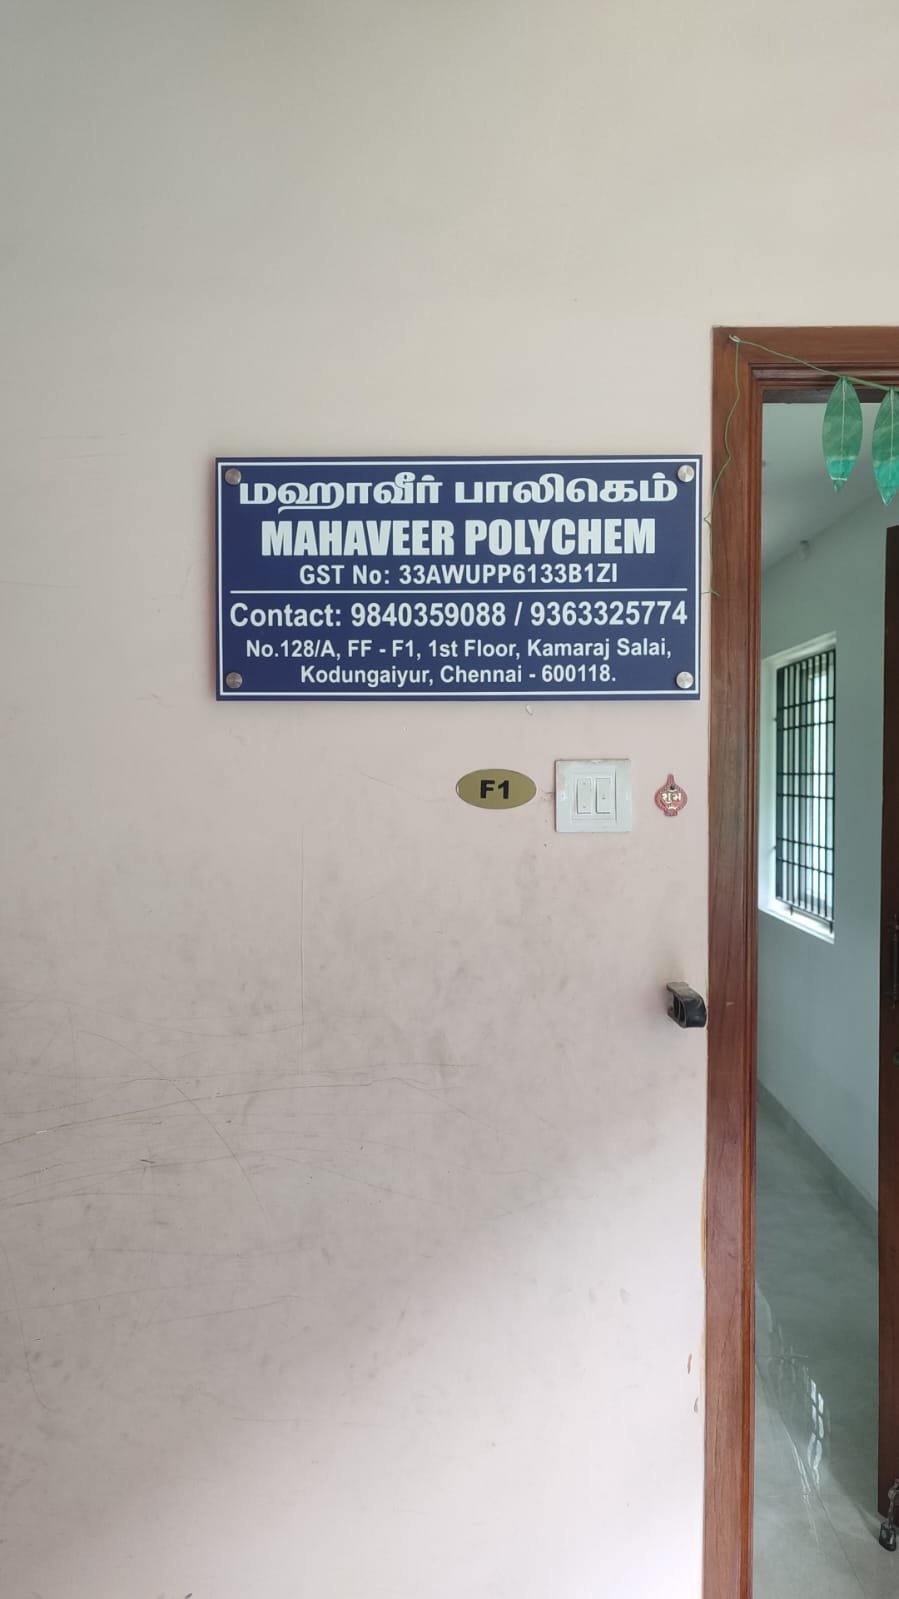 மஹாவீர் பாலிகெம்
MAHAVEER POLYCHEM
GST No: 33AWUPP6133B1ZI
Contact: 9840359088 / 9363325774
No.128/A, FF - F1, 1st Floor, Kamaraj Salai,
Kodungaiyur, Chennai - 600118.
F1
शुभ